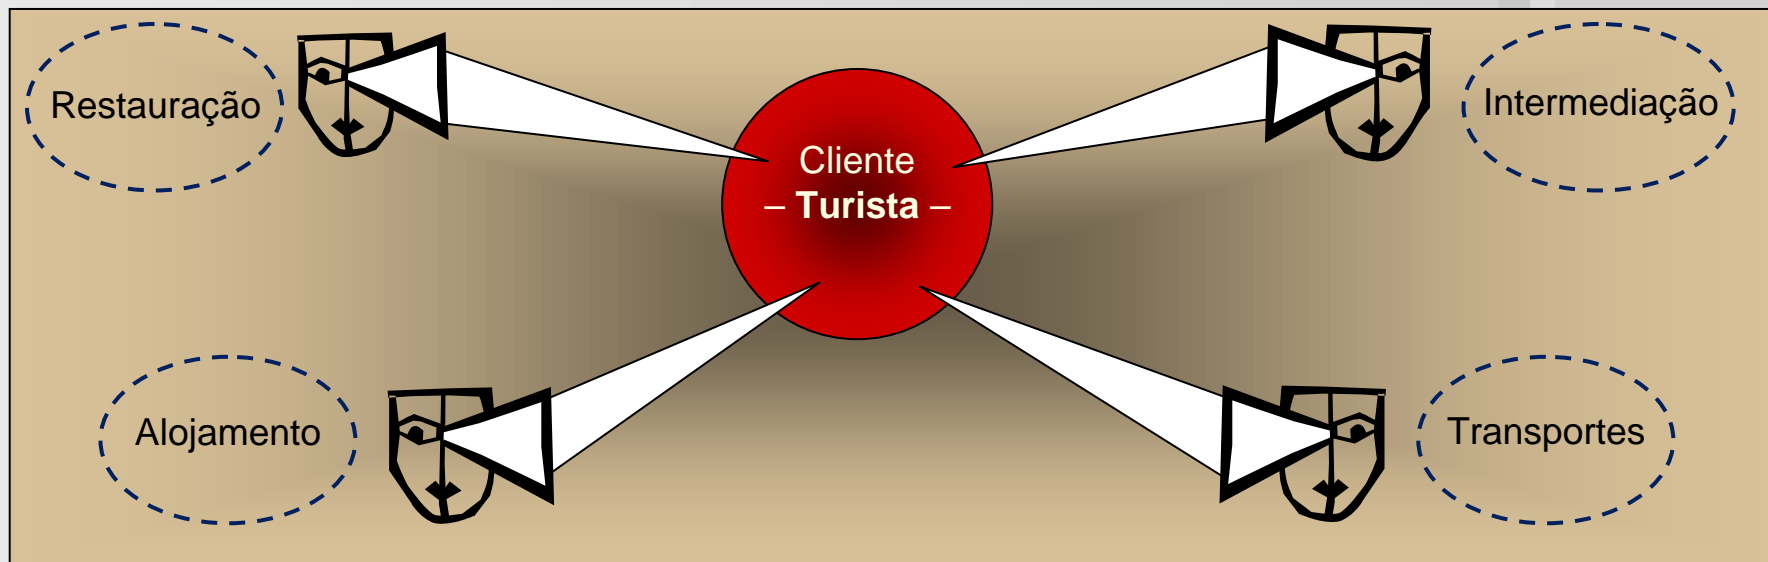 Restauração
Intermediação
Cliente
– Turista –
Alojamento
Transportes